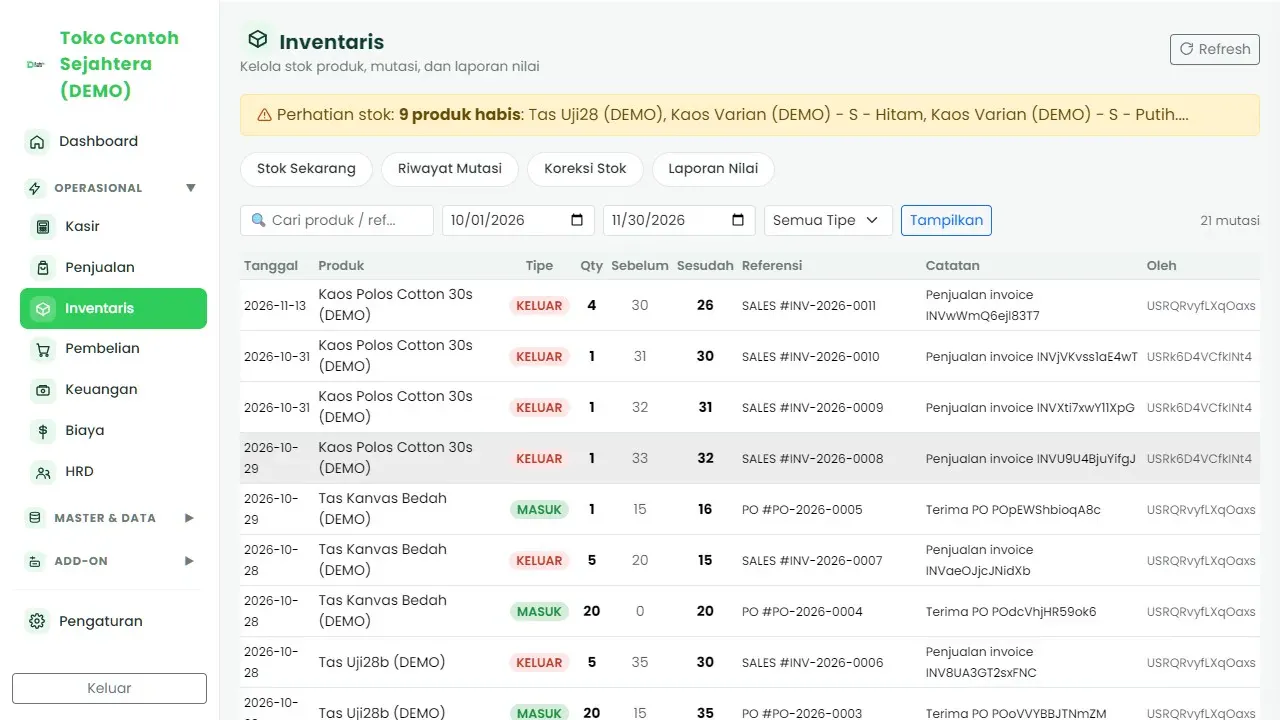 Toko Contoh
Sejahtera
(DEMO)
Dashboard
OPERASIONAL
Kasir
Penjualan
Inventaris
Pembelian
Keuangan
Biaya
HRD
MASTER & DATA
ADD-ON
Pengaturan
Keluar
Inventaris
Kelola stok produk, mutasi, dan laporan nilai
Refresh
Perhatian stok: 9 produk habis: Tas Uji28 (DEMO), Kaos Varian (DEMO) - S - Hitam, Kaos Varian (DEMO) - S - Putih....
Stok Sekarang Riwayat Mutasi Koreksi Stok Laporan Nilai
Cari produk / ref... 10/01/2026 11/30/2026 Semua Tipe Tampilkan 21 mutasi
Tanggal Produk Tipe Qty Sebelum Sesudah Referensi Catatan Oleh
2026-11-13 Kaos Polos Cotton 30s (DEMO) KELUAR 4 30 26 SALES #INV-2026-0011 Penjualan invoice INVwWmQ6ejI83T7 USRQRvyfLXqOaxs
2026-10-31 Kaos Polos Cotton 30s (DEMO) KELUAR 1 31 30 SALES #INV-2026-0010 Penjualan invoice INVjVKvss1aE4wT USRk6D4VCfkINt4
2026-10-31 Kaos Polos Cotton 30s (DEMO) KELUAR 1 32 31 SALES #INV-2026-0009 Penjualan invoice INVXti7xwY11XpG USRk6D4VCfkINt4
2026-10-29 Kaos Polos Cotton 30s (DEMO) KELUAR 1 33 32 SALES #INV-2026-0008 Penjualan invoice INVU9U4BjuYifgJ USRk6D4VCfkINt4
2026-10-29 Tas Kanvas Bedah (DEMO) MASUK 1 15 16 PO #PO-2026-0005 Terima PO POpEWShbioqA8c USRQRvyfLXqOaxs
2026-10-28 Tas Kanvas Bedah (DEMO) KELUAR 5 20 15 SALES #INV-2026-0007 Penjualan invoice INVaeOJjcJNidXb USRQRvyfLXqOaxs
2026-10-28 Tas Kanvas Bedah (DEMO) MASUK 20 0 20 PO #PO-2026-0004 Terima PO POdcVhjHR59ok6 USRQRvyfLXqOaxs
2026-10-28 Tas Uji28b (DEMO) KELUAR 5 35 30 SALES #INV-2026-0006 Penjualan invoice INV8UA3GT2sxFNC USRQRvyfLXqOaxs
2026-10- Tas Uji28b (DEMO) MASUK 20 15 35 PO #PO-2026-0003 Terima PO POoVVYBBJTNmZM USRQRvyfLXqOaxs